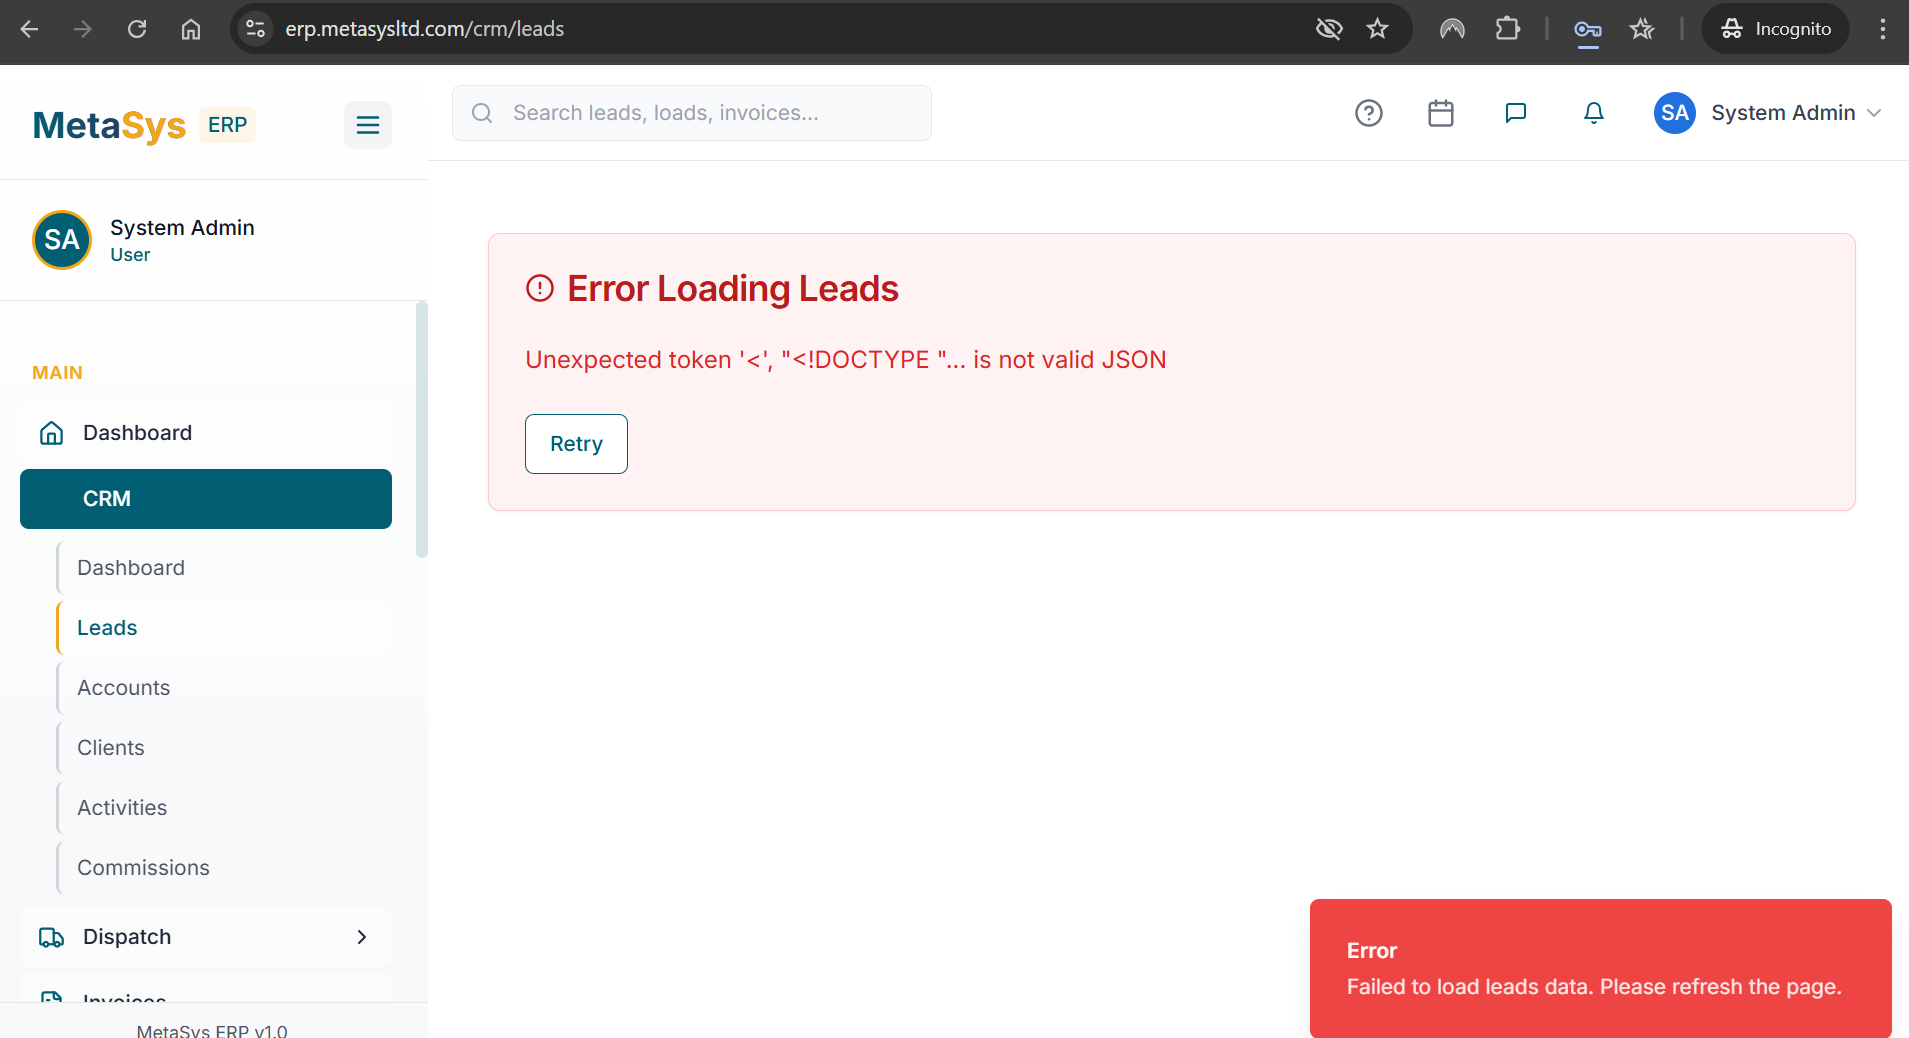 erp.metasysltd.com/crm/leads
Incognito
MetaSys ERP
Search leads, loads, invoices...
SA System Admin
SA
System Admin
User
MAIN
Dashboard
CRM
Dashboard
Leads
Accounts
Clients
Activities
Commissions
Dispatch
Invoices
MetaSys ERP v1.0
Error Loading Leads
Unexpected token '<', "<!DOCTYPE "... is not valid JSON
Retry
Error
Failed to load leads data. Please refresh the page.